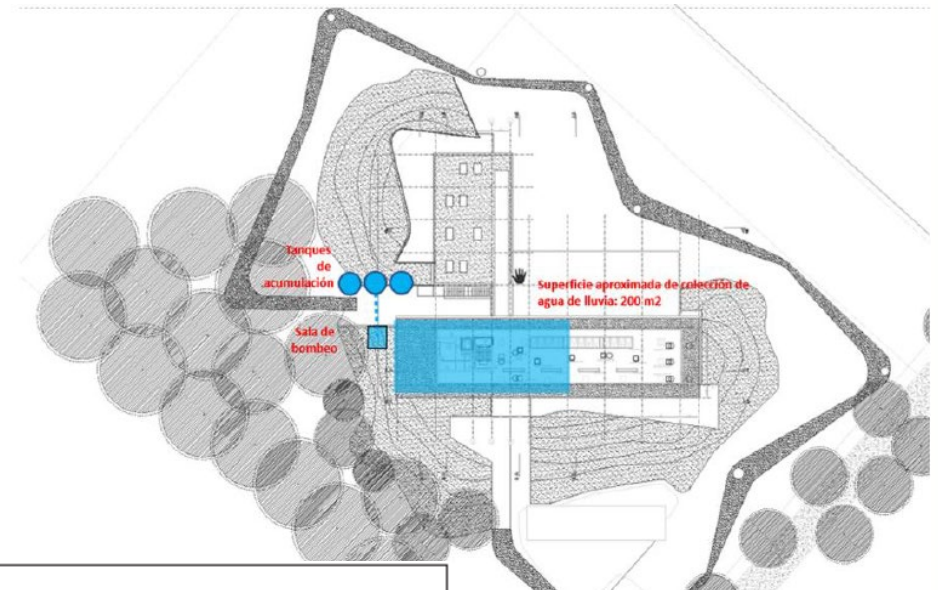 Tanques
de
acumulación
Superficie aproximada de colección de
agua de lluvia: 200 m2
Sala de
bombeo